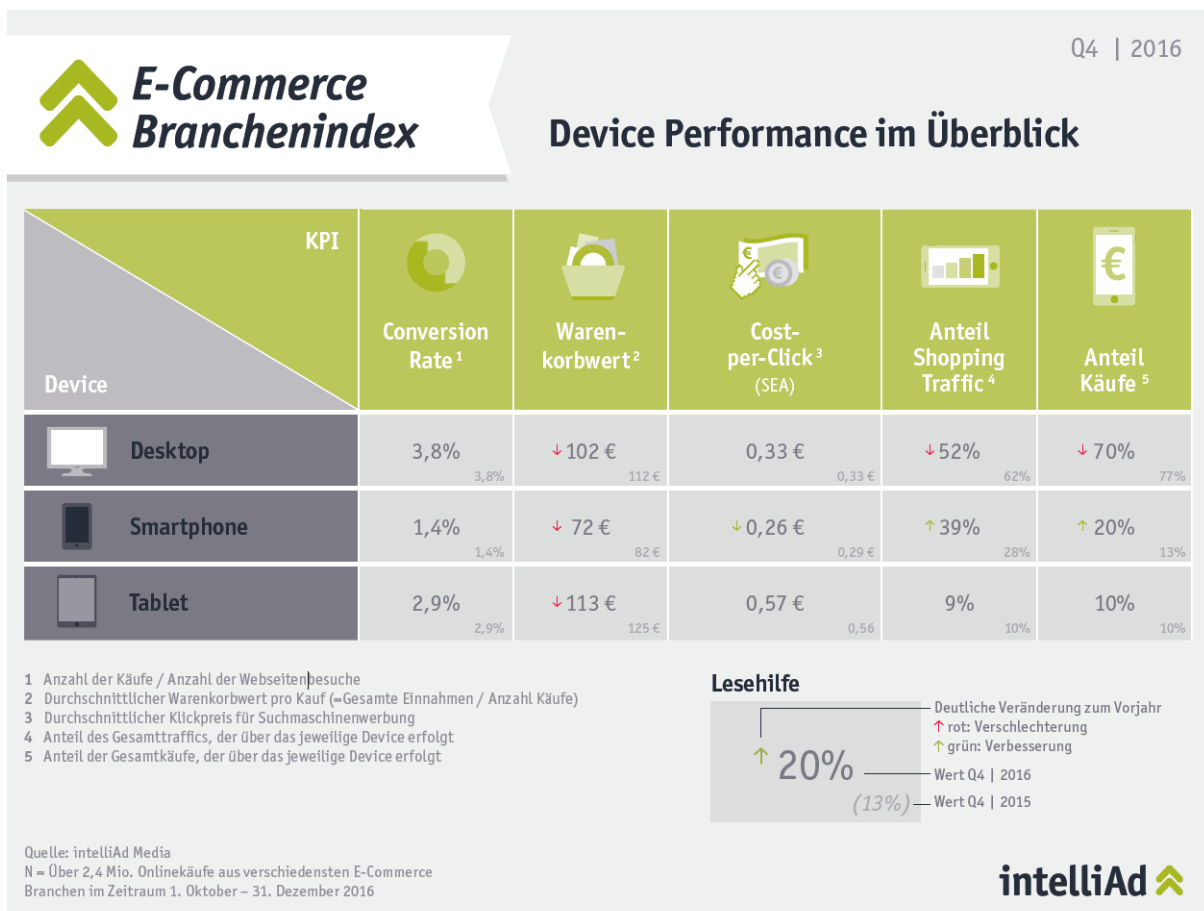 Q4 | 2016
E-Commerce
Branchenindex
Device Performance im Überblick
KPI
Device
Conversion
Rate 1
Waren-
korbwert 2
Cost-
per-Click 3
(SEA)
Anteil
Shopping
Traffic 4
Anteil
Käufe 5
€
€
€
Desktop
3,8%
3,8%
↓ 102 €
112 €
0,33 €
0,33 €
↓ 52%
62%
↓ 70%
77%
Smartphone
1,4%
1,4%
↓ 72 €
82 €
↓ 0,26 €
0,29 €
↑ 39%
28%
↑ 20%
13%
Tablet
2,9%
2,9%
↓ 113 €
125 €
0,57 €
0,56
9%
10%
10%
10%
1 Anzahl der Käufe / Anzahl der Webseitenbesuche
2 Durchschnittlicher Warenkorbwert pro Kauf (=Gesamte Einnahmen / Anzahl Käufe)
3 Durchschnittlicher Klickpreis für Suchmaschinenwerbung
4 Anteil des Gesamttraffics, der über das jeweilige Device erfolgt
5 Anteil der Gesamtkäufe, der über das jeweilige Device erfolgt
Lesehilfe
↑ 20%
(13%)
Deutliche Veränderung zum Vorjahr
↑ rot: Verschlechterung
↑ grün: Verbesserung
Wert Q4 | 2016
Wert Q4 | 2015
Quelle: intelliAd Media
N = Über 2,4 Mio. Onlinekäufe aus verschiedensten E-Commerce
Branchen im Zeitraum 1. Oktober – 31. Dezember 2016
intelliAd